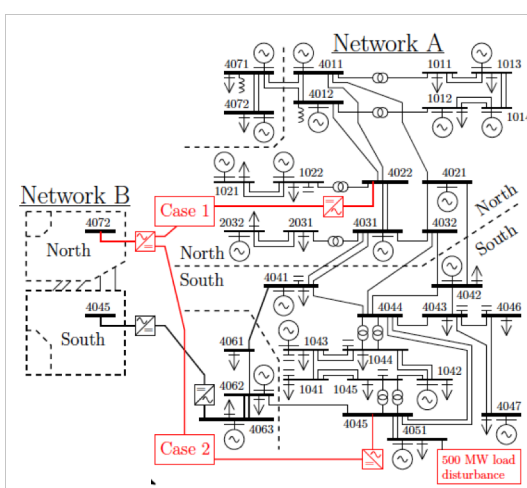 Network A
4071
4011
1011
1013
4072
4012
1012
1014
1021
1022
4022
4021
Network B
4072
Case 1
North
North
2032
2031
4031
4032
North
South
South
4041
4042
4045
South
4044
4043
4046
4061
1043
1044
4062
1041
1045
1042
4063
4045
4051
4047
Case 2
500 MW load
disturbance